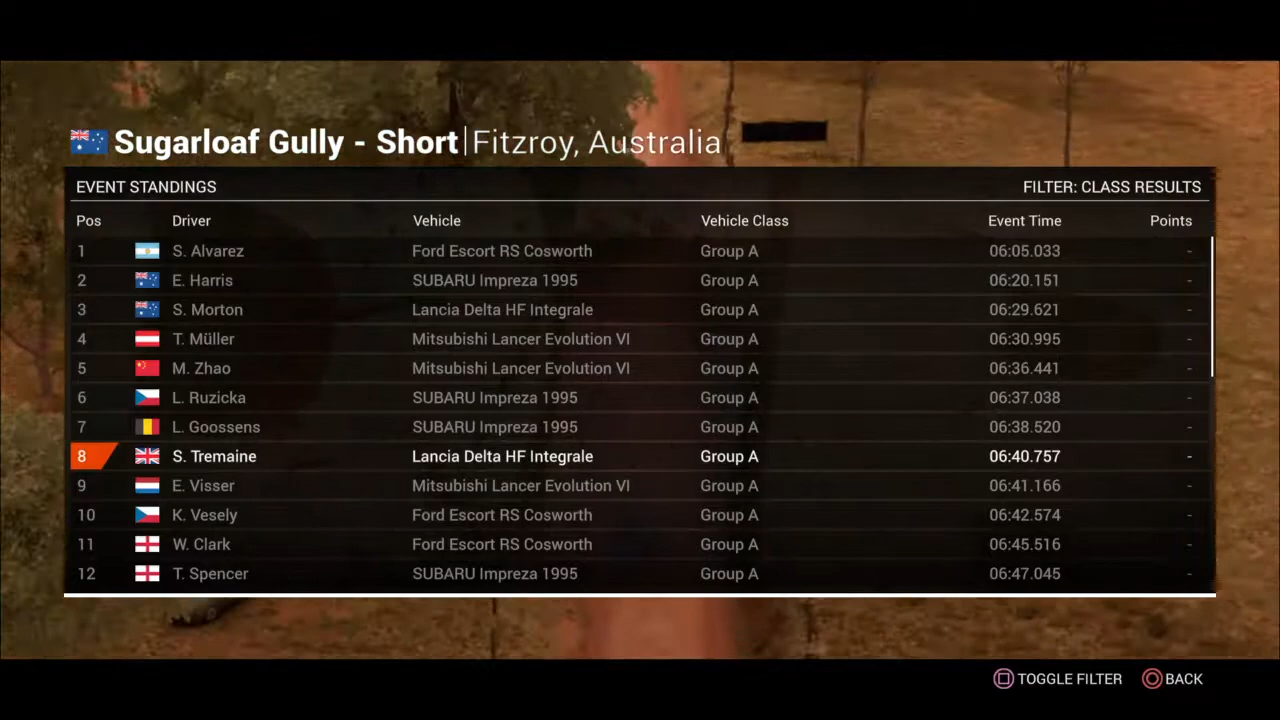 Sugarloaf Gully - Short|Fitzroy, Australia
EVENT STANDINGS FILTER: CLASS RESULTS
Pos Driver Vehicle Vehicle Class Event Time Points
1 S. Alvarez Ford Escort RS Cosworth Group A 06:05.033 -
2 E. Harris SUBARU Impreza 1995 Group A 06:20.151 -
3 S. Morton Lancia Delta HF Integrale Group A 06:29.621 -
4 T. Müller Mitsubishi Lancer Evolution VI Group A 06:30.995 -
5 M. Zhao Mitsubishi Lancer Evolution VI Group A 06:36.441 -
6 L. Ruzicka SUBARU Impreza 1995 Group A 06:37.038 -
7 L. Goossens SUBARU Impreza 1995 Group A 06:38.520 -
8 S. Tremaine Lancia Delta HF Integrale Group A 06:40.757 -
9 E. Visser Mitsubishi Lancer Evolution VI Group A 06:41.166 -
10 K. Vesely Ford Escort RS Cosworth Group A 06:42.574 -
11 W. Clark Ford Escort RS Cosworth Group A 06:45.516 -
12 T. Spencer SUBARU Impreza 1995 Group A 06:47.045 -
TOGGLE FILTER BACK